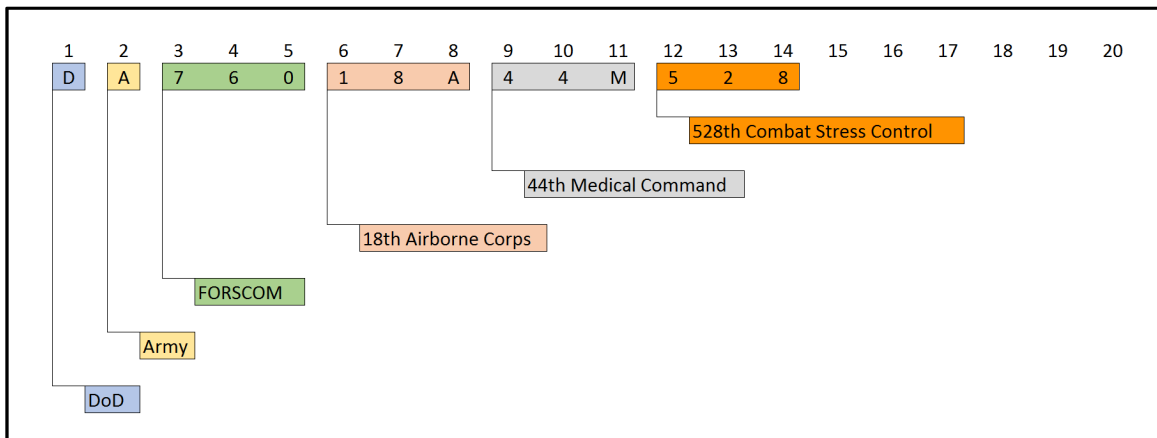 1 2 3 4 5 6 7 8 9 10 11 12 13 14 15 16 17 18 19 20
D A 7 6 0 1 8 A 4 4 M 5 2 8
528th Combat Stress Control
44th Medical Command
18th Airborne Corps
FORSCOM
Army
DoD